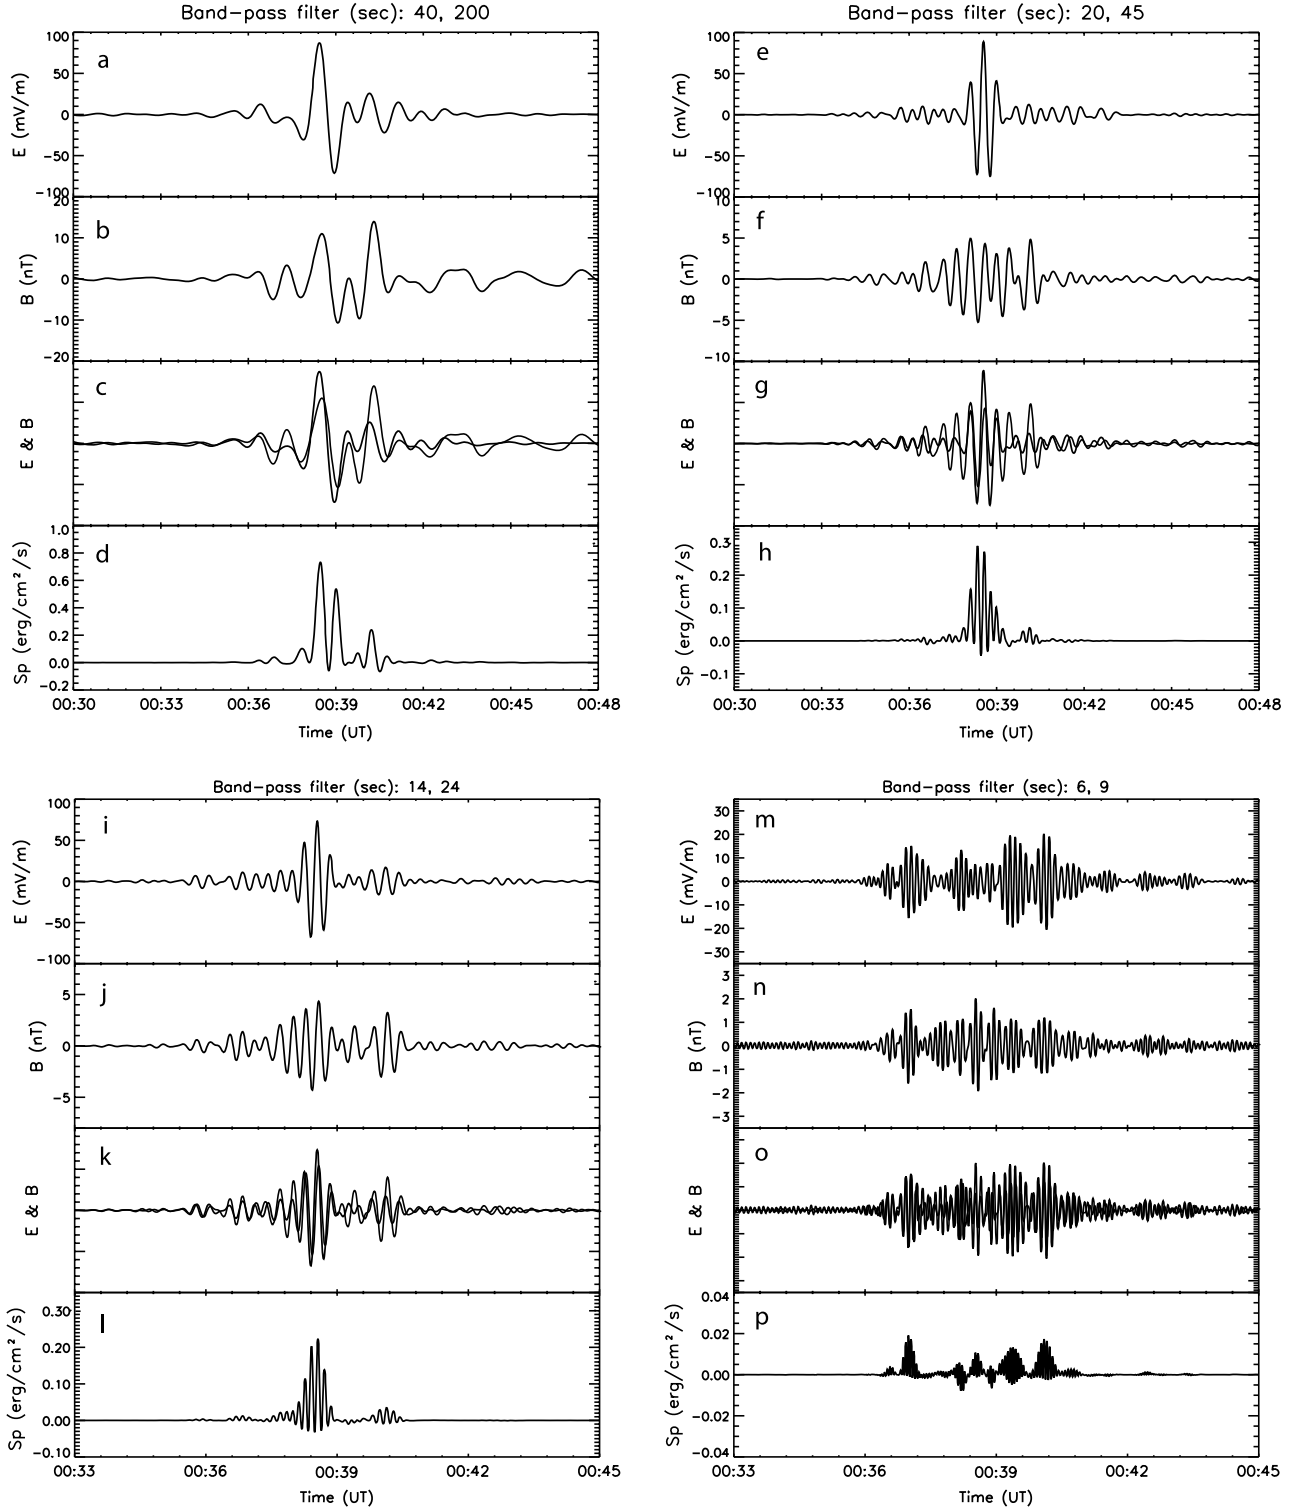 Band-pass filter (sec): 40, 200
a
E (mV/m)
100
50
0
-50
-100
b
B (nT)
20
10
0
-10
-20
c
E & B
d
Sp (erg/cm²/s)
1.0
0.8
0.6
0.4
0.2
0.0
-0.2
00:30 00:33 00:36 00:39 00:42 00:45 00:48
Time (UT)
Band-pass filter (sec): 20, 45
e
E (mV/m)
100
50
0
-50
-100
f
B (nT)
10
5
0
-5
-10
g
E & B
h
Sp (erg/cm²/s)
0.3
0.2
0.1
0.0
-0.1
00:30 00:33 00:36 00:39 00:42 00:45 00:48
Time (UT)
Band-pass filter (sec): 14, 24
i
E (mV/m)
100
50
0
-50
-100
j
B (nT)
5
0
-5
k
E & B
l
Sp (erg/cm²/s)
0.30
0.20
0.10
0.00
-0.10
00:33 00:36 00:39 00:42 00:45
Time (UT)
Band-pass filter (sec): 6, 9
m
E (mV/m)
30
20
10
0
-10
-20
-30
n
B (nT)
3
2
1
0
-1
-2
-3
o
E & B
p
Sp (erg/cm²/s)
0.04
0.02
0.00
-0.02
-0.04
00:33 00:36 00:39 00:42 00:45
Time (UT)